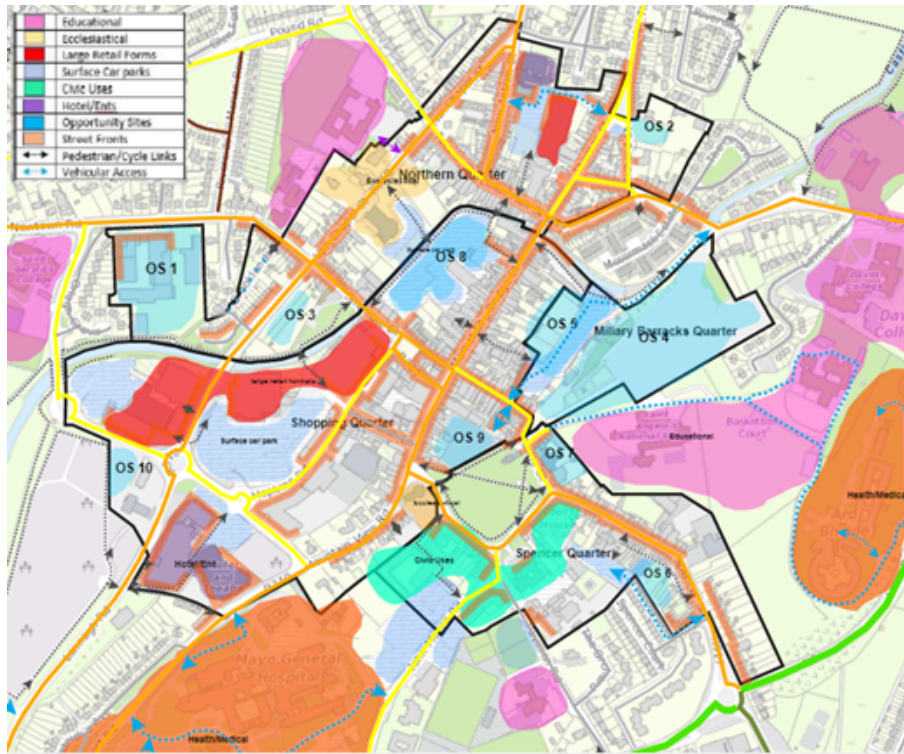 Educational
Ecclesiastical
Large Retail Forms
Surface Car parks
Civic Uses
Hotel/Ents
Opportunity Sites
Street Fronts
Pedestrian/Cycle Links
Vehicular Access
Pound Rd
OS 2
Northern Quarter
OS 8
OS 1
OS 3
OS 5
Military Barracks Quarter
OS 4
Davitt
College
Shopping Quarter
Surface car park
OS 9
OS 7
Educational
Basketball
Court
OS 10
Health/Medical
Hotel/Ent
Civic Uses
Spencer Quarter
OS 6
Mayo General
Hospital
Health/Medical